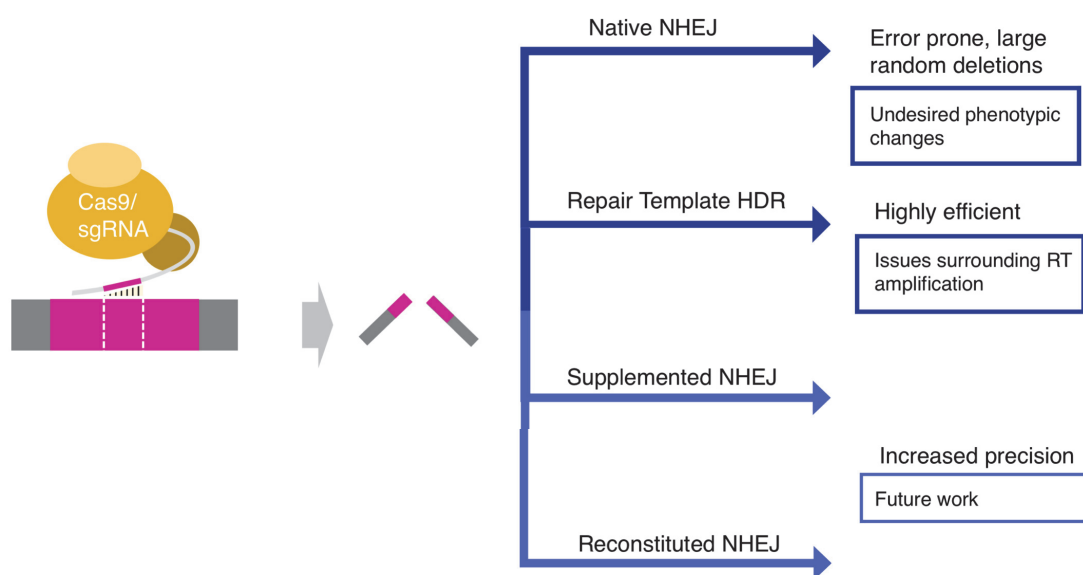 Cas9/
sgRNA
Native NHEJ
Error prone, large
random deletions
Undesired phenotypic
changes
Repair Template HDR
Highly efficient
Issues surrounding RT
amplification
Supplemented NHEJ
Increased precision
Future work
Reconstituted NHEJ